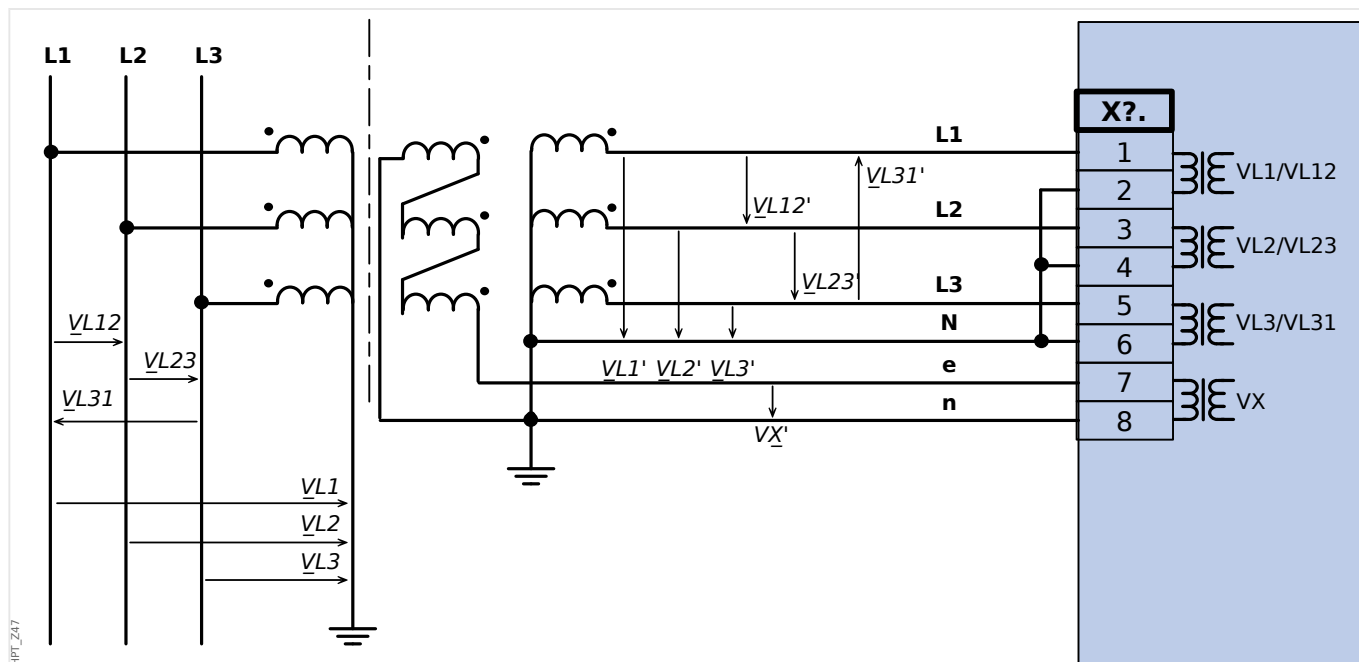 L1 L2 L3
X?.
L1
1
VL31'
VL1/VL12
2
VL12'
L2
3
VL2/VL23
4
VL23'
L3
5
VL12
N
VL3/VL31
6
VL23
VL1' VL2' VL3'
e
7
VL31
n
VX
8
VX'
VL1
VL2
VL3
HPT_Z47